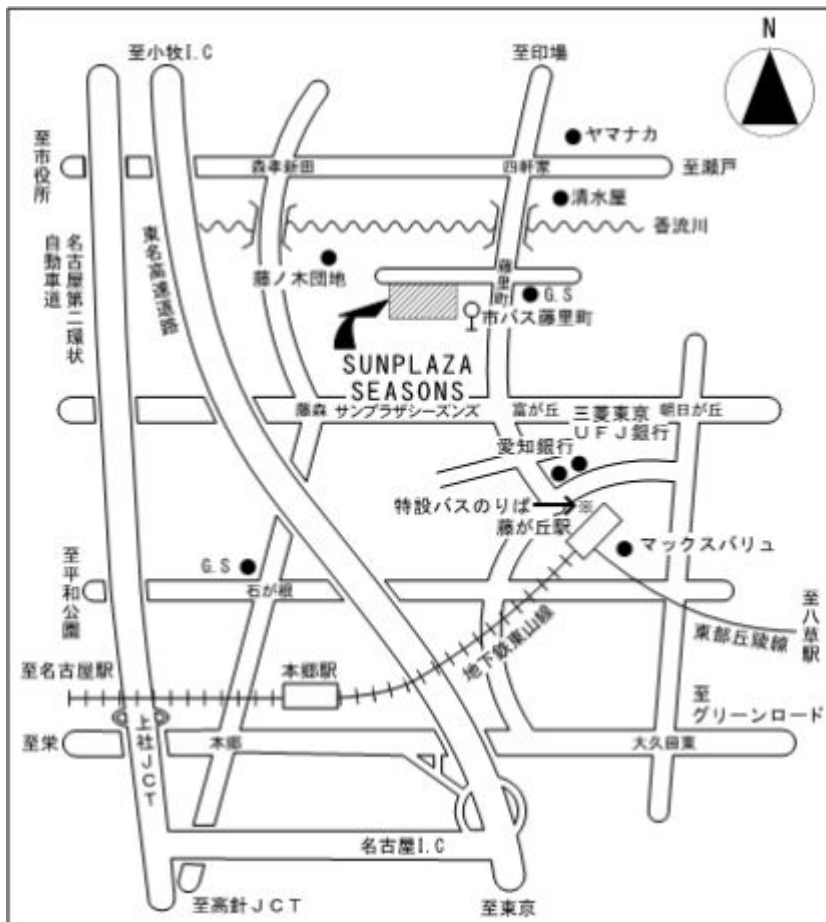 N
至小牧I.C
至印場
ヤマナカ
至市役所
森孝新田
四軒家
至瀬戸
清水屋
香流川
名古屋第二環状
自動車道
東名高速道路
藤ノ木団地
藤里町
G.S
市バス藤里町
SUNPLAZA
SEASONS
藤森
サンプラザシーズンズ
富が丘
三菱東京
UFJ銀行
朝日が丘
愛知銀行
特設バスのりば
※
藤が丘駅
マックスバリュ
G.S
至平和公園
石が根
地下鉄東山線
東部丘陵線
至八草駅
至名古屋駅
本郷駅
至
グリーンロード
至栄
上社JCT
本郷
大久田東
名古屋I.C
至高針JCT
至東京